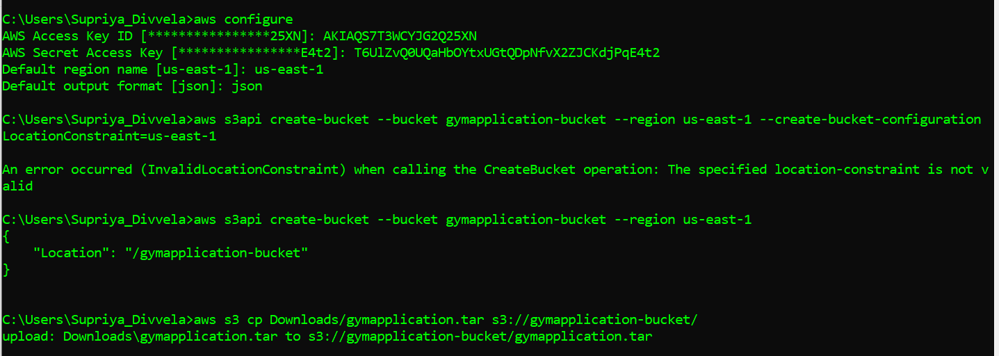 C:\Users\Supriya_Divvela>aws configure
AWS Access Key ID [****************25XN]: AKIAQS7T3WCYJG2Q25XN
AWS Secret Access Key [****************E4t2]: 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
Default region name [us-east-1]: us-east-1
Default output format [json]: json
C:\Users\Supriya_Divvela>aws s3api create-bucket --bucket gymapplication-bucket --region us-east-1 --create-bucket-configuration
LocationConstraint=us-east-1
An error occurred (InvalidLocationConstraint) when calling the CreateBucket operation: The specified location-constraint is not v
alid
C:\Users\Supriya_Divvela>aws s3api create-bucket --bucket gymapplication-bucket --region us-east-1
{
    "Location": "/gymapplication-bucket"
}
C:\Users\Supriya_Divvela>aws s3 cp Downloads/gymapplication.tar s3://gymapplication-bucket/
upload: Downloads\gymapplication.tar to s3://gymapplication-bucket/gymapplication.tar